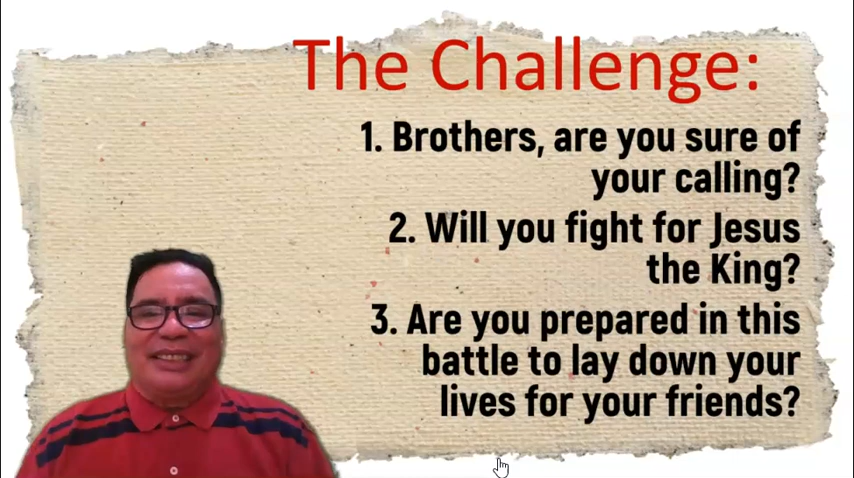 The Challenge:
1. Brothers, are you sure of
your calling?
2. Will you fight for Jesus
the King?
3. Are you prepared in this
battle to lay down your
lives for your friends?